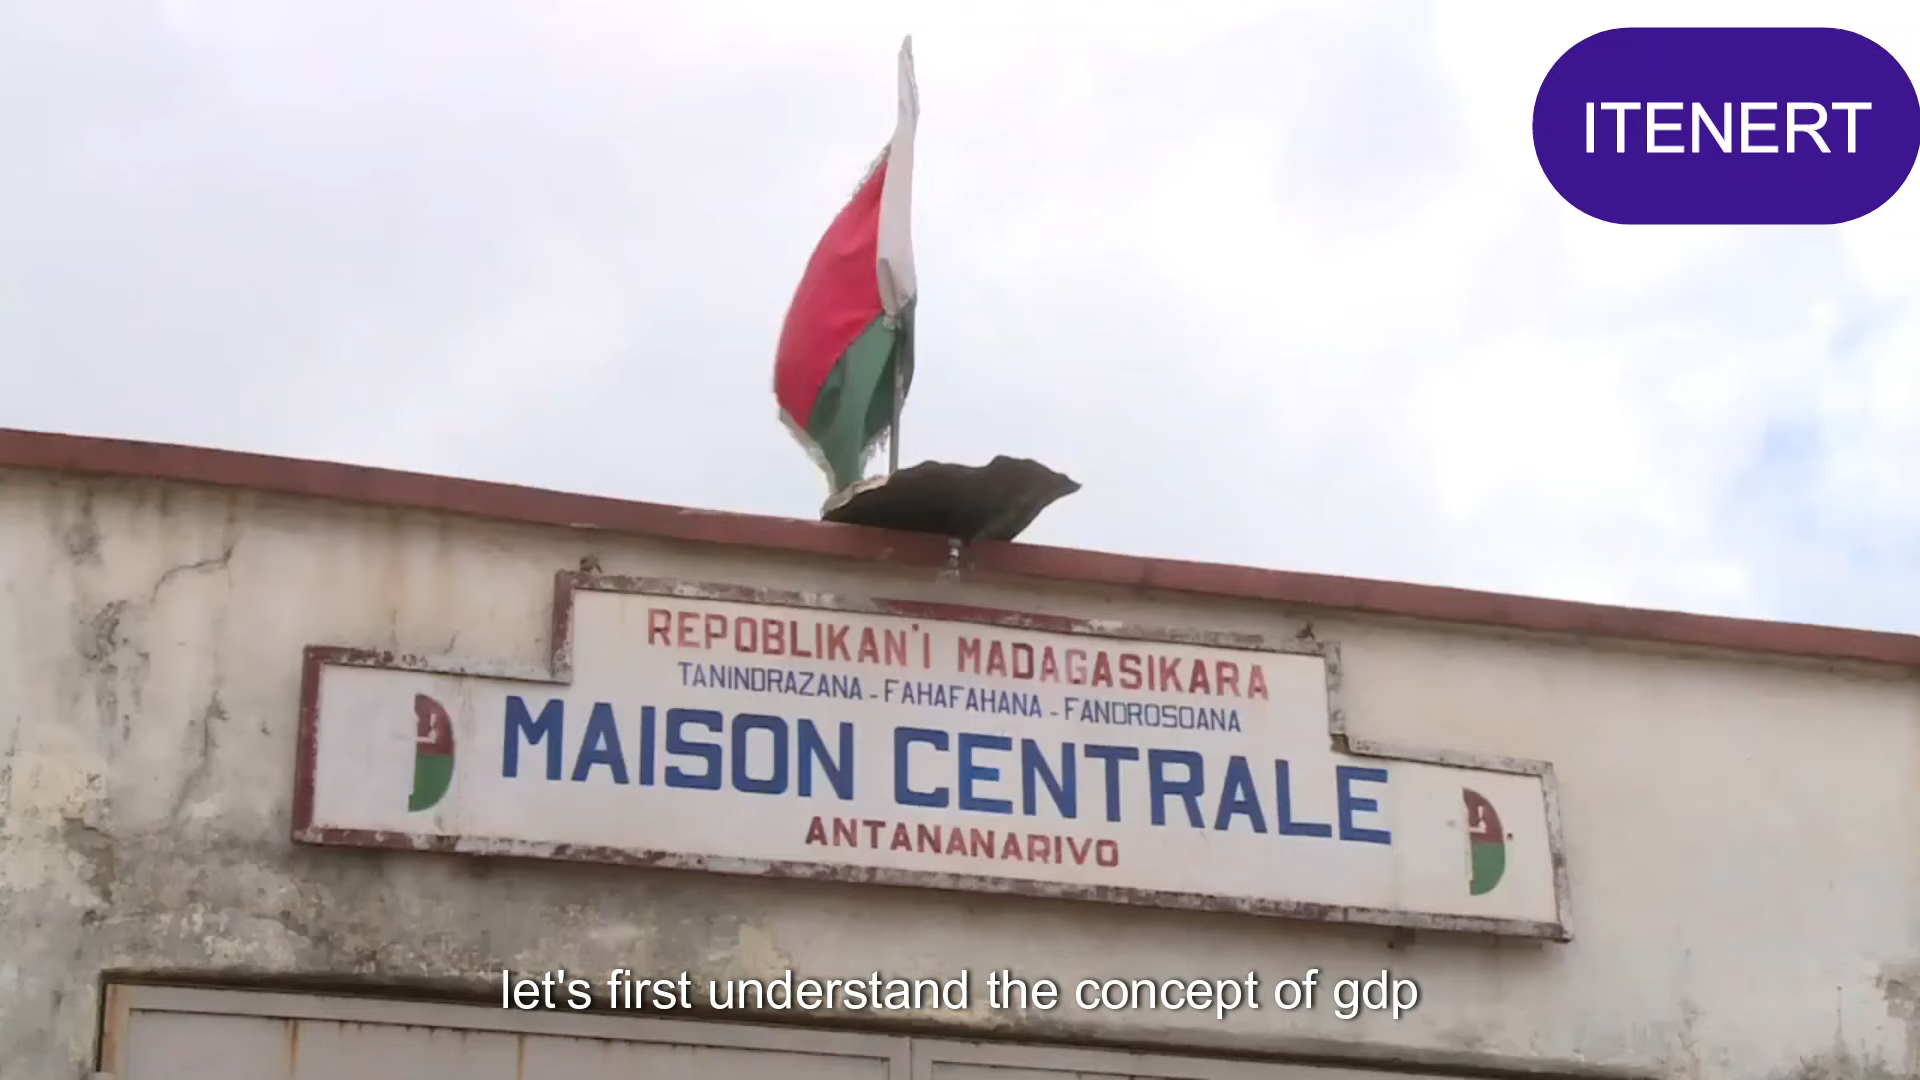 ITENERT
REPOBLIKAN'I MADAGASIKARA
TANINDRAZANA - FAHAFAHANA - FANDROSOANA
MAISON CENTRALE
ANTANANARIVO
let's first understand the concept of gdp